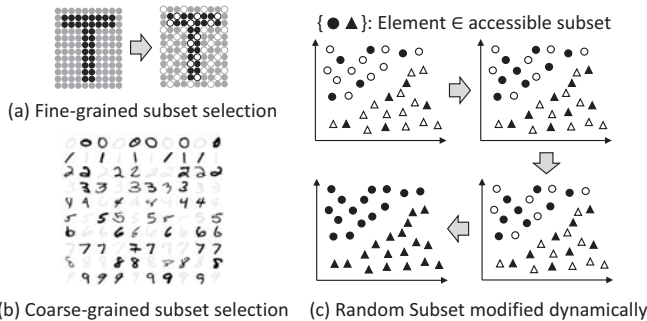 { ● ▲ }: Element ∈ accessible subset
(a) Fine-grained subset selection
(b) Coarse-grained subset selection
(c) Random Subset modified dynamically